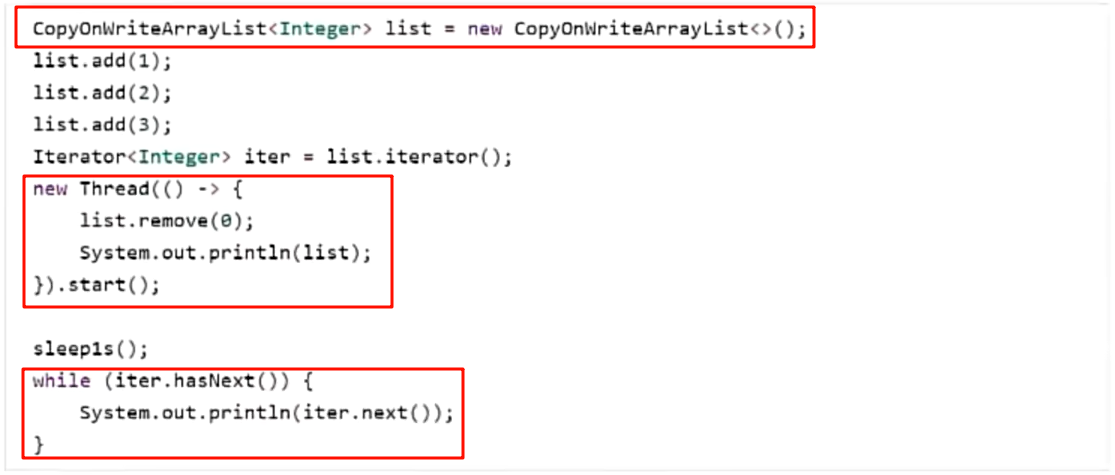 CopyOnWriteArrayList<Integer> list = new CopyOnWriteArrayList<>();
list.add(1);
list.add(2);
list.add(3);
Iterator<Integer> iter = list.iterator();
new Thread(() -> {
    list.remove(0);
    System.out.println(list);
}).start();

sleep1s();
while (iter.hasNext()) {
    System.out.println(iter.next());
}